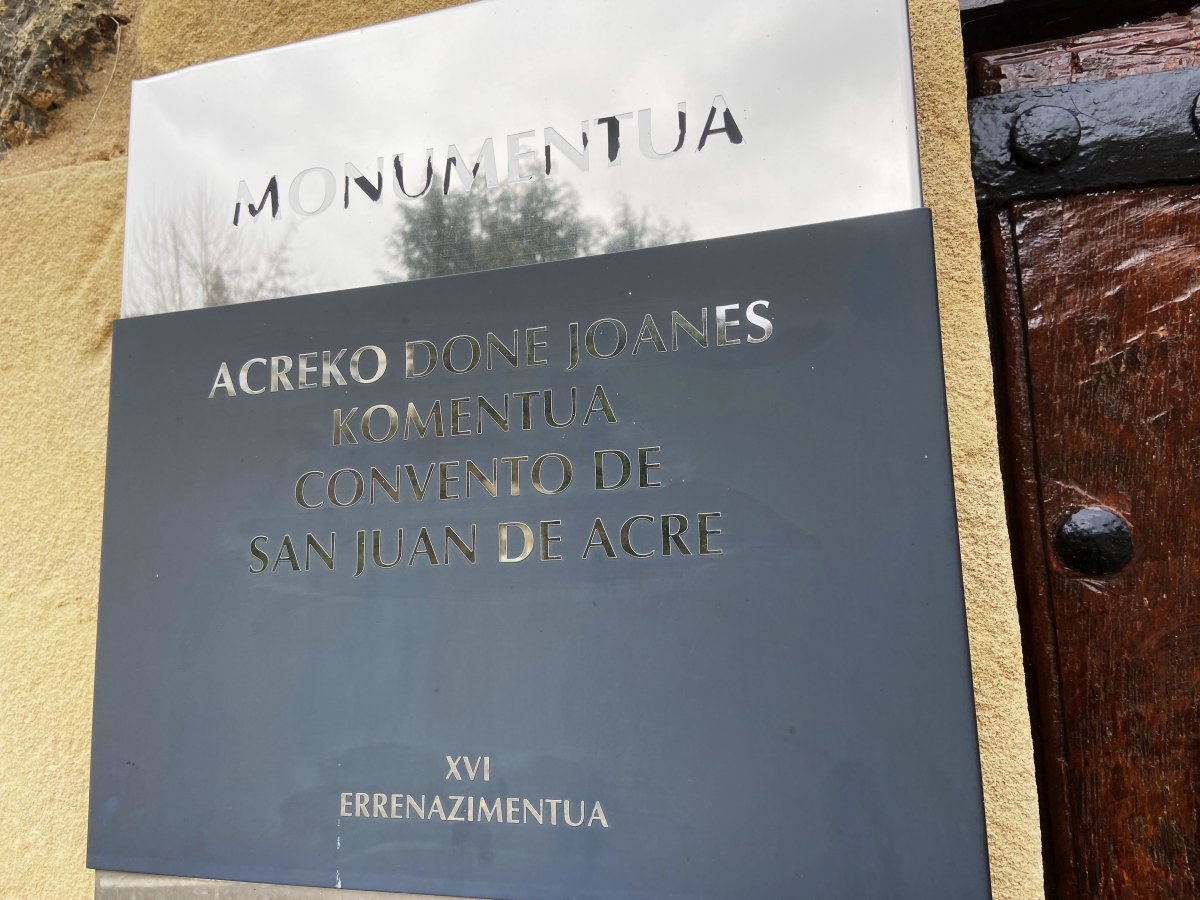 MONUMENTUA
ACREKO DONE JOANES
KOMENTUA
CONVENTO DE
SAN JUAN DE ACRE
XVI
ERRENAZIMENTUA